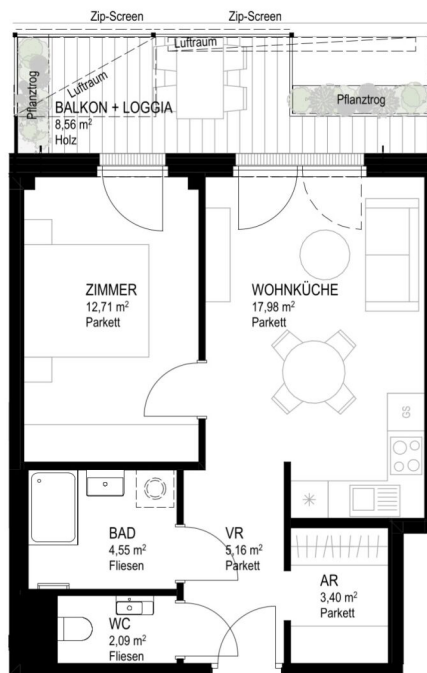 Zip-Screen
Zip-Screen
Luftraum
Luftraum
Pflanztrog
Pflanztrog
BALKON + LOGGIA
8,56 m²
Holz
ZIMMER
12,71 m²
Parkett
WOHNKÜCHE
17,98 m²
Parkett
GS
BAD
4,55 m²
Fliesen
VR
5,16 m²
Parkett
AR
3,40 m²
Parkett
WC
2,09 m²
Fliesen